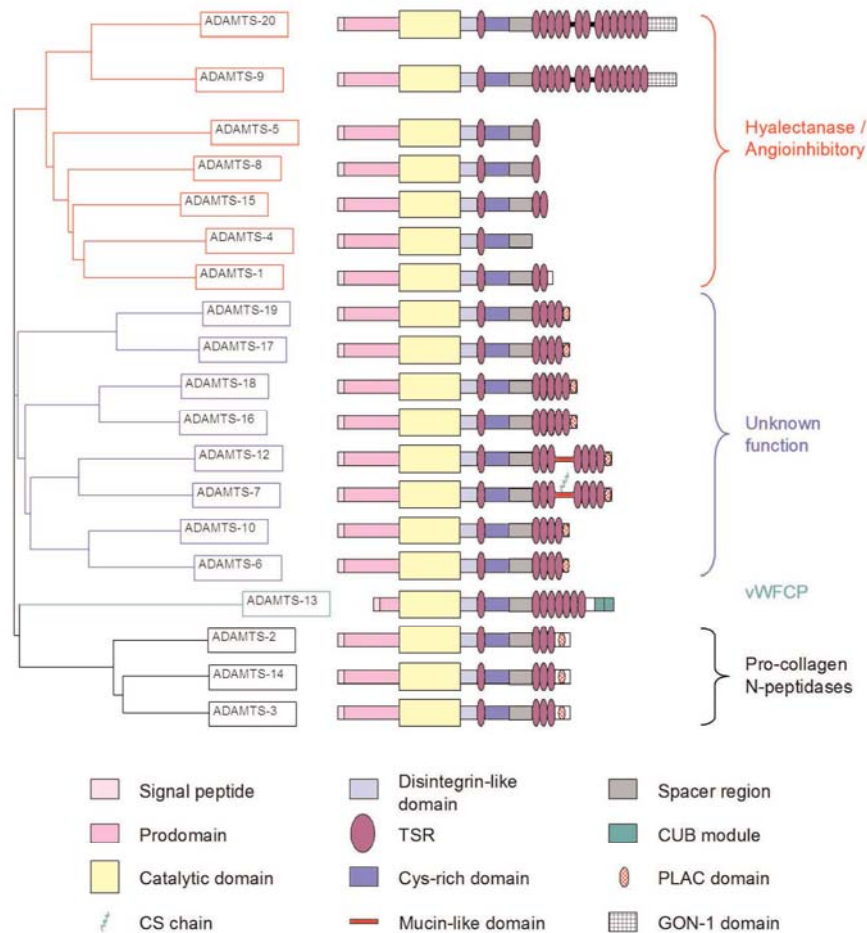 ADAMTS-20
ADAMTS-9
ADAMTS-5
ADAMTS-8
ADAMTS-15
ADAMTS-4
ADAMTS-1
Hyalectanase /
Angioinhibitory
ADAMTS-19
ADAMTS-17
ADAMTS-18
ADAMTS-16
ADAMTS-12
ADAMTS-7
ADAMTS-10
ADAMTS-6
Unknown
function
ADAMTS-13
vWFCP
ADAMTS-2
ADAMTS-14
ADAMTS-3
Pro-collagen
N-peptidases
Signal peptide
Disintegrin-like
domain
Spacer region
Prodomain
TSR
CUB module
Catalytic domain
Cys-rich domain
PLAC domain
CS chain
Mucin-like domain
GON-1 domain